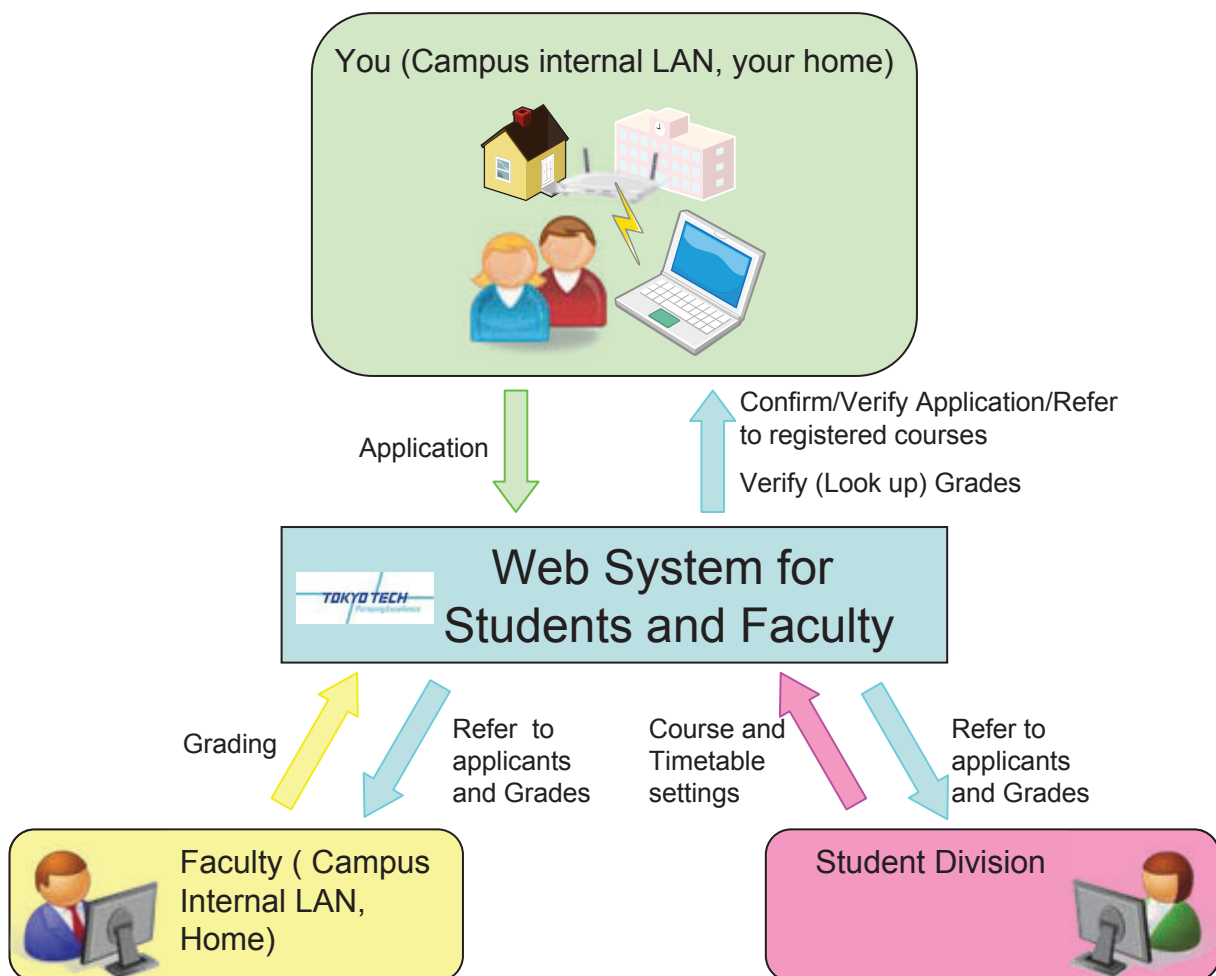 You (Campus internal LAN, your home)
Application
Confirm/Verify Application/Refer
to registered courses
Verify (Look up) Grades
TOKYO TECH
Pursuing Excellence
Web System for
Students and Faculty
Grading
Refer to
applicants
and Grades
Course and
Timetable
settings
Refer to
applicants
and Grades
Faculty ( Campus
Internal LAN,
Home)
Student Division